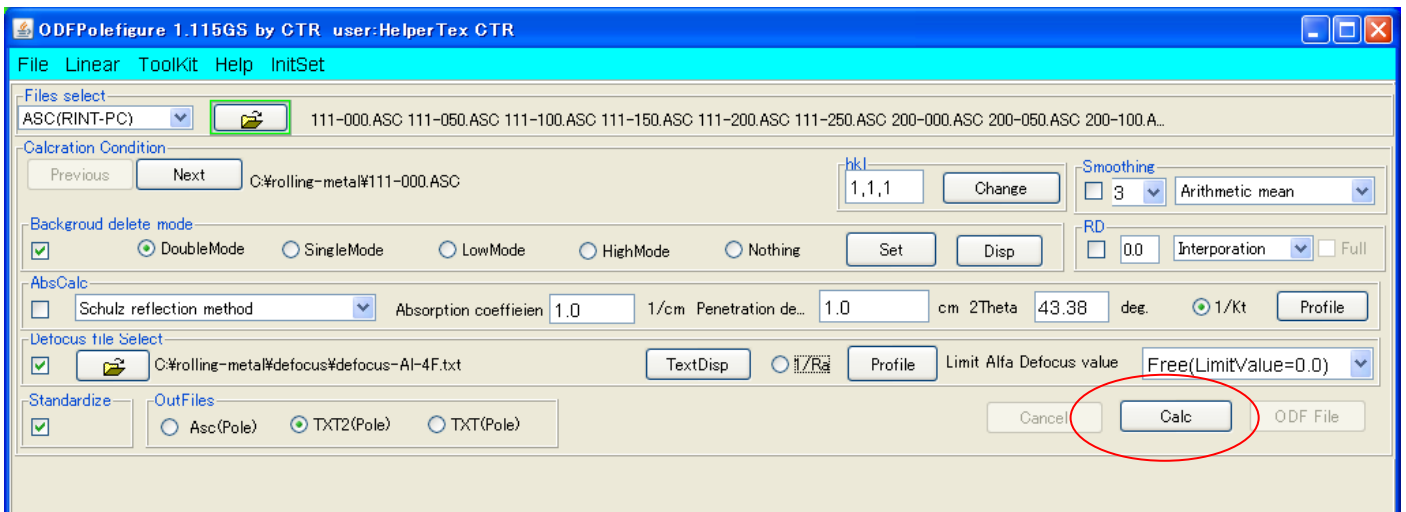 ODFPolefigure 1.115GS by CTR user:HelperTex CTR
File Linear ToolKit Help InitSet
Files select
ASC(RINT-PC) 111-000.ASC 111-050.ASC 111-100.ASC 111-150.ASC 111-200.ASC 111-250.ASC 200-000.ASC 200-050.ASC 200-100.A...
Calcration Condition
Previous Next C:¥rolling-metal¥111-000.ASC
hkl
1,1,1 Change
Smoothing
3 Arithmetic mean
Backgroud delete mode
DoubleMode SingleMode LowMode HighMode Nothing Set Disp
RD
0.0 Interporation Full
AbsCalc
Schulz reflection method Absorption coeffieien 1.0 1/cm Penetration de... 1.0 cm 2Theta 43.38 deg. 1/Kt Profile
Defocus file Select
C:¥rolling-metal¥defocus¥defocus-Al-4F.txt TextDisp 1/Ra Profile Limit Alfa Defocus value Free(LimitValue=0.0)
Standardize
OutFiles
Asc(Pole) TXT2(Pole) TXT(Pole)
Cancel Calc ODF File